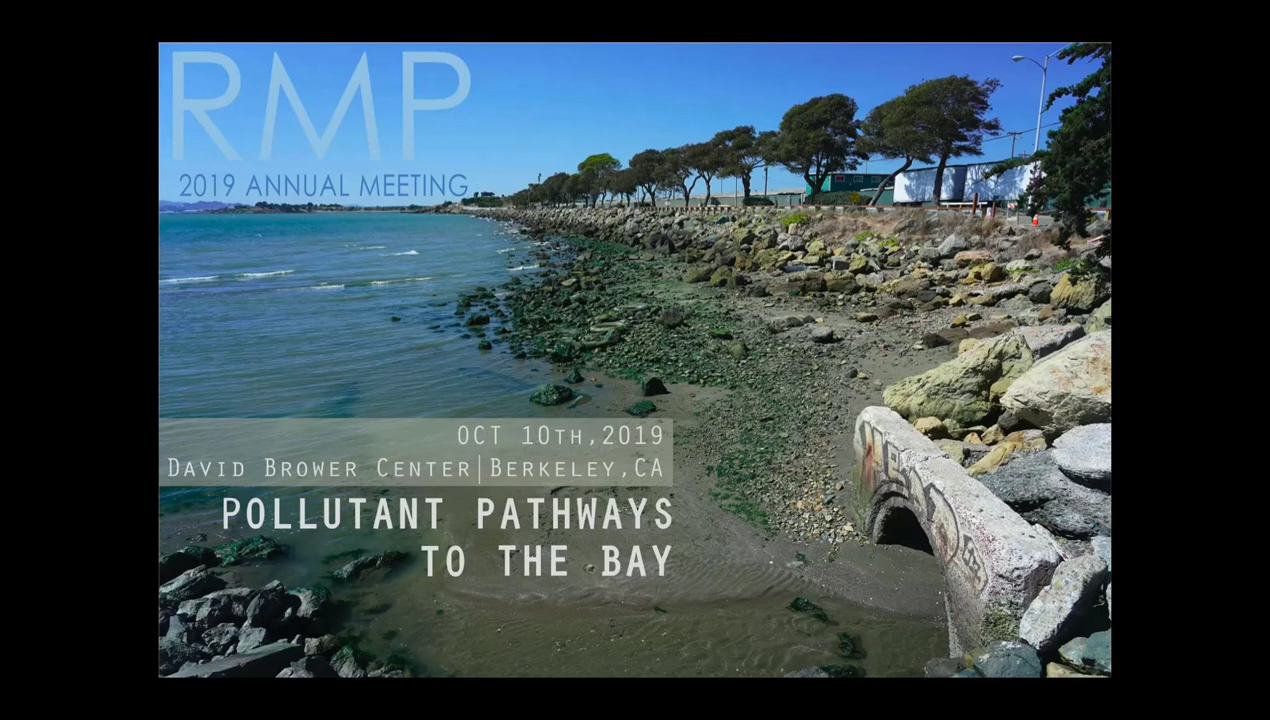 RMP
2019 ANNUAL MEETING
OCT 10TH,2019
DAVID BROWER CENTER|BERKELEY,CA
POLLUTANT PATHWAYS
TO THE BAY